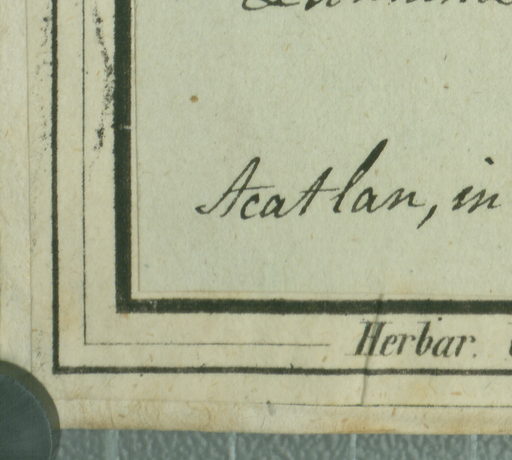 Acatlan, in
Herbar.